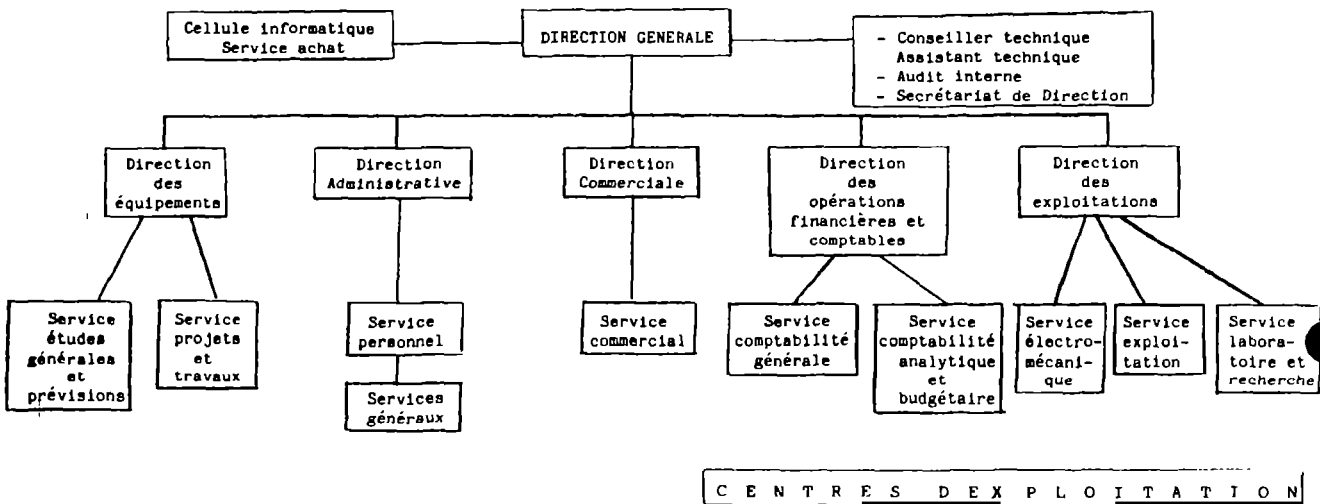 Cellule informatique
Service achat
DIRECTION GENERALE
- Conseiller technique
Assistant technique
- Audit interne
- Secrétariat de Direction
Direction
des
équipements
Direction
Administrative
Direction
Commerciale
Direction
des
opérations
financières et
comptables
Direction
des
exploitations
Service
études
générales
et
prévisions
Service
projets
et
travaux
Service
personnel
Services
généraux
Service
commercial
Service
comptabilité
générale
Service
comptabilité
analytique
et
budgétaire
Service
électro-
mécani-
que
Service
exploi-
tation
Service
labora-
toire et
recherche
C E N T R E S D E X P L O I T A T I O N